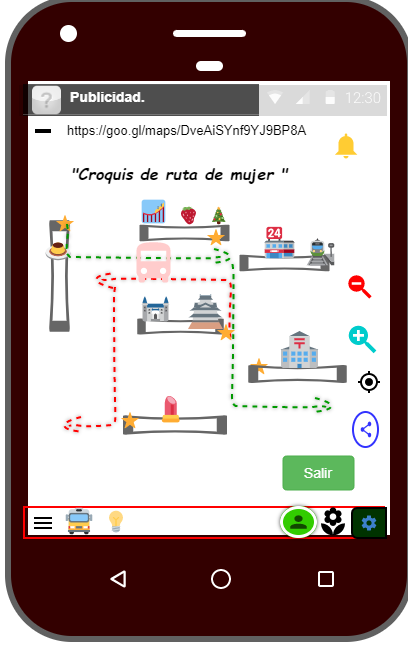 ?
Publicidad.
12:30
https://goo.gl/maps/DveAiSYnf9YJ9BP8A
"Croquis de ruta de mujer "
24
Salir